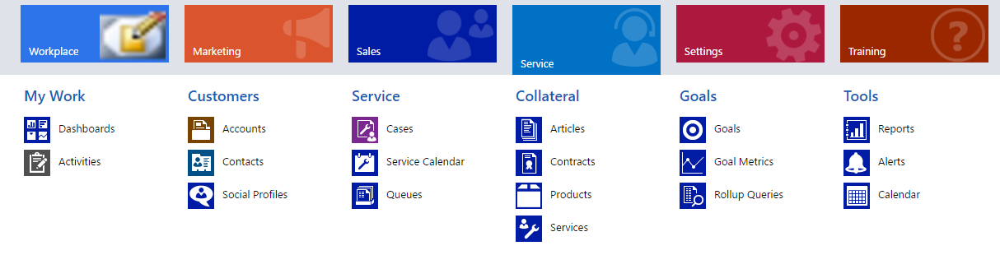 Workplace
Marketing
Sales
Service
Settings
Training
My Work
Dashboards
Activities
Customers
Accounts
Contacts
Social Profiles
Service
Cases
Service Calendar
Queues
Collateral
Articles
Contracts
Products
Services
Goals
Goals
Goal Metrics
Rollup Queries
Tools
Reports
Alerts
Calendar